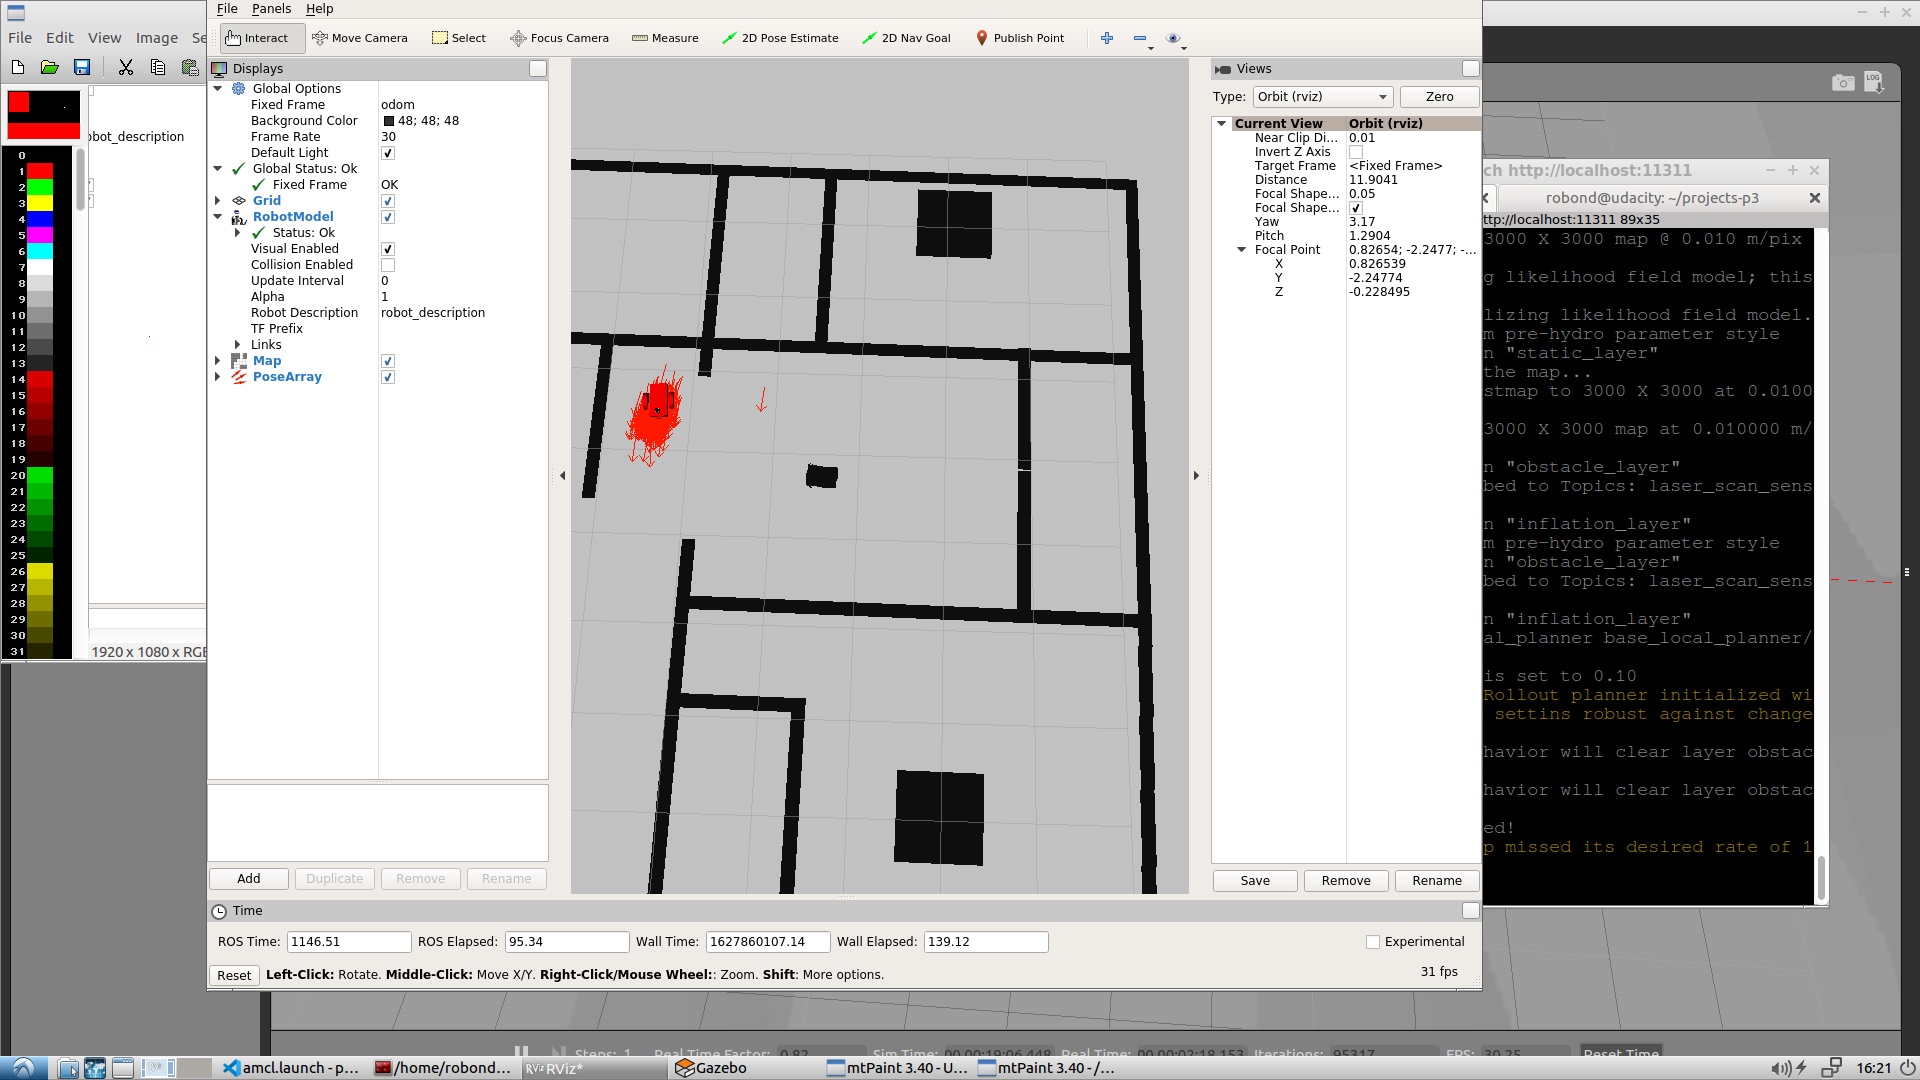 File Edit View Image Se
obot_description
0
1
2
3
4
5
6
7
8
9
10
11
12
13
14
15
16
17
18
19
20
21
22
23
24
25
26
27
28
29
30
31
1920 x 1080 x RGB
File Panels Help
Interact Move Camera Select Focus Camera Measure 2D Pose Estimate 2D Nav Goal Publish Point
Displays
Global Options
Fixed Frame odom
Background Color 48; 48; 48
Frame Rate 30
Default Light
Global Status: Ok
Fixed Frame OK
Grid
RobotModel
Status: Ok
Visual Enabled
Collision Enabled
Update Interval 0
Alpha 1
Robot Description robot_description
TF Prefix
Links
Map
PoseArray
Add Duplicate Remove Rename
Views
Type: Orbit (rviz) Zero
Current View Orbit (rviz)
Near Clip Di... 0.01
Invert Z Axis
Target Frame <Fixed Frame>
Distance 11.9041
Focal Shape... 0.05
Focal Shape...
Yaw 3.17
Pitch 1.2904
Focal Point 0.82654; -2.2477; -...
X 0.826539
Y -2.24774
Z -0.228495
Save Remove Rename
Time
ROS Time: 1146.51 ROS Elapsed: 95.34 Wall Time: 1627860107.14 Wall Elapsed: 139.12 Experimental
Reset Left-Click: Rotate. Middle-Click: Move X/Y. Right-Click/Mouse Wheel:: Zoom. Shift: More options. 31 fps
LOG
ch http://localhost:11311
robond@udacity: ~/projects-p3
ttp://localhost:11311 89x35
3000 X 3000 map @ 0.010 m/pix
g likelihood field model; this
lizing likelihood field model.
m pre-hydro parameter style
n "static_layer"
the map...
stmap to 3000 X 3000 at 0.0100
3000 X 3000 map at 0.010000 m/
n "obstacle_layer"
bed to Topics: laser_scan_sens
n "inflation_layer"
m pre-hydro parameter style
n "obstacle_layer"
bed to Topics: laser_scan_sens
n "inflation_layer"
al_planner base_local_planner/
is set to 0.10
Rollout planner initialized wi
settins robust against change
havior will clear layer obstac
havior will clear layer obstac
ed!
p missed its desired rate of 1
Steps: 1 Real Time Factor: 0.82 Sim Time: 00 00:19:06.448 Real Time: 00 00:02:18.153 Iterations: 95317 FPS: 30.25 Reset Time
amcl.launch - p... /home/robond... RViz* Gazebo mtPaint 3.40 - U... mtPaint 3.40 - /... 16:21